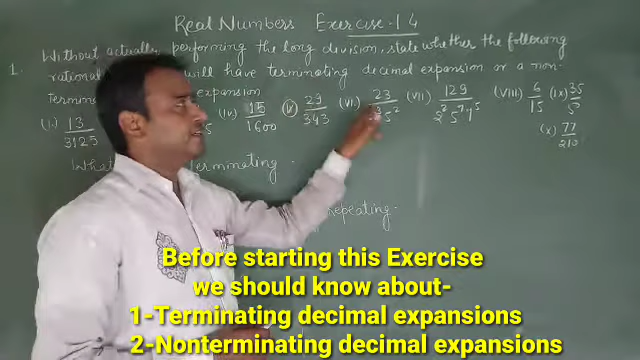 Real Numbers Exercise-1.4
1. Without actually performing the long division, state whether the following
rational will have terminating decimal expansion or a non-
terminating expansion
(i) 13/3125 (iv) 15/1600 (v) 29/343 (vi) 23/2³5² (vii) 129/2²5⁷7⁵ (viii) 6/15 (ix) 35/5
(x) 77/210
terminating.
repeating.
Before starting this Exercise
we should know about-
1-Terminating decimal expansions
2-Nonterminating decimal expansions